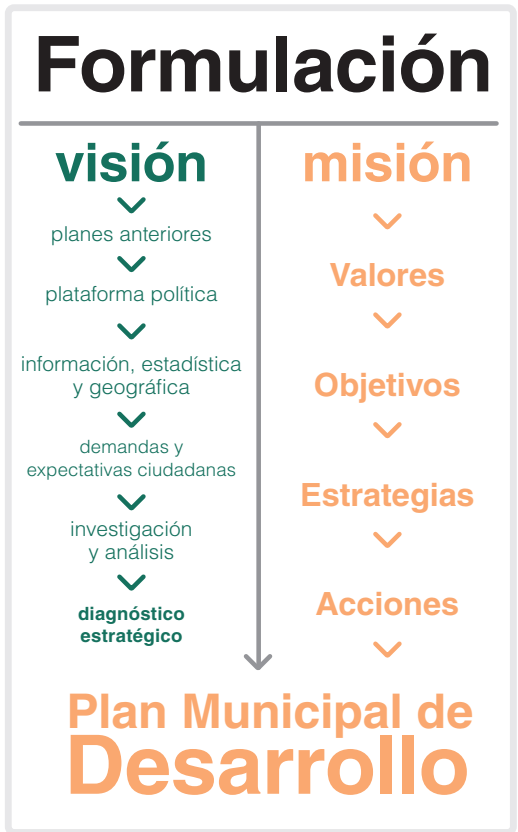 Formulación
visión
planes anteriores
plataforma política
información, estadística
y geográfica
demandas y
expectativas ciudadanas
investigación
y análisis
diagnóstico
estratégico
misión
Valores
Objetivos
Estrategias
Acciones
Plan Municipal de
Desarrollo